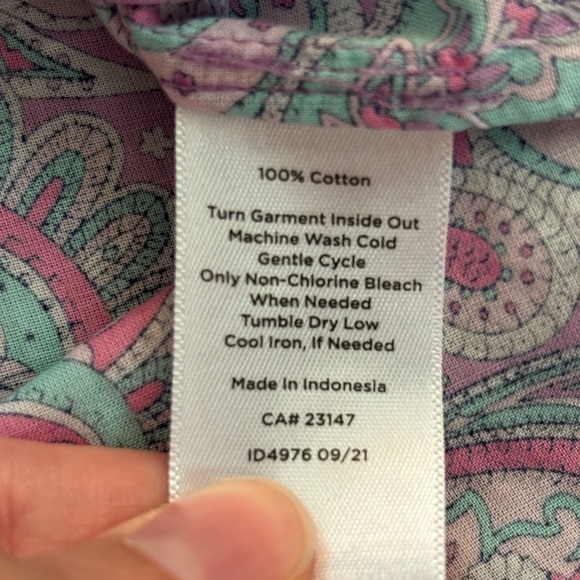 100% Cotton
Turn Garment Inside Out
Machine Wash Cold
Gentle Cycle
Only Non-Chlorine Bleach
When Needed
Tumble Dry Low
Cool Iron, If Needed
Made In Indonesia
CA# 23147
ID4976 09/21